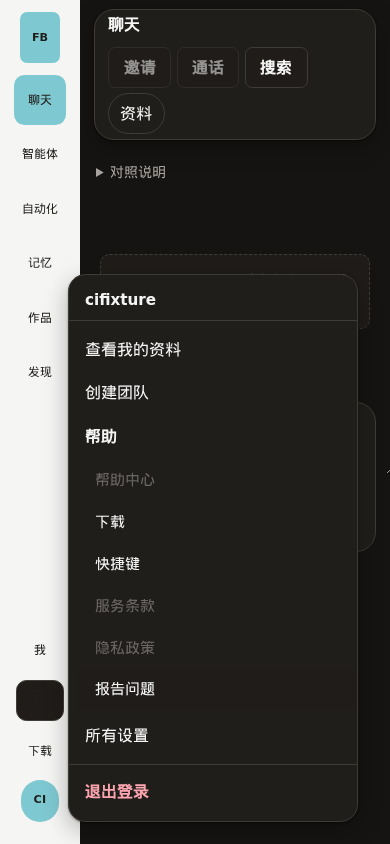 FB
聊天
智能体
自动化
记忆
作品
发现
我
下载
CI
聊天
邀请
通话
搜索
资料
▶ 对照说明
cifixture
查看我的资料
创建团队
帮助
帮助中心
下载
快捷键
服务条款
隐私政策
报告问题
所有设置
退出登录